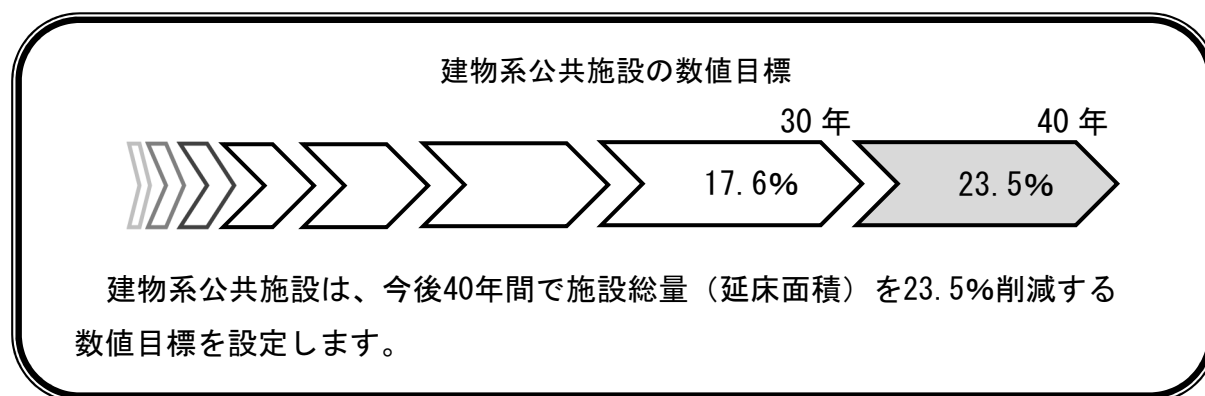 建物系公共施設の数値目標
30 年 40 年
17.6% 23.5%
建物系公共施設は、今後40年間で施設総量（延床面積）を23.5%削減する
数値目標を設定します。